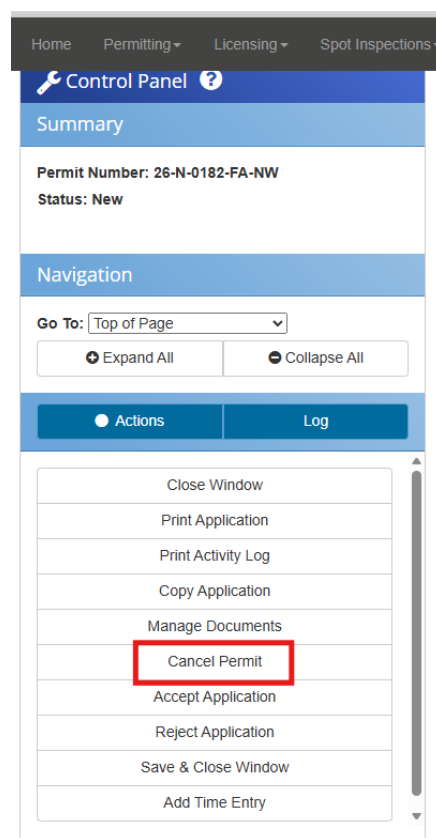 Home Permitting Licensing Spot Inspections
Control Panel ?
Summary
Permit Number: 26-N-0182-FA-NW
Status: New
Navigation
Go To: Top of Page
Expand All Collapse All
Actions Log
Close Window
Print Application
Print Activity Log
Copy Application
Manage Documents
Cancel Permit
Accept Application
Reject Application
Save & Close Window
Add Time Entry